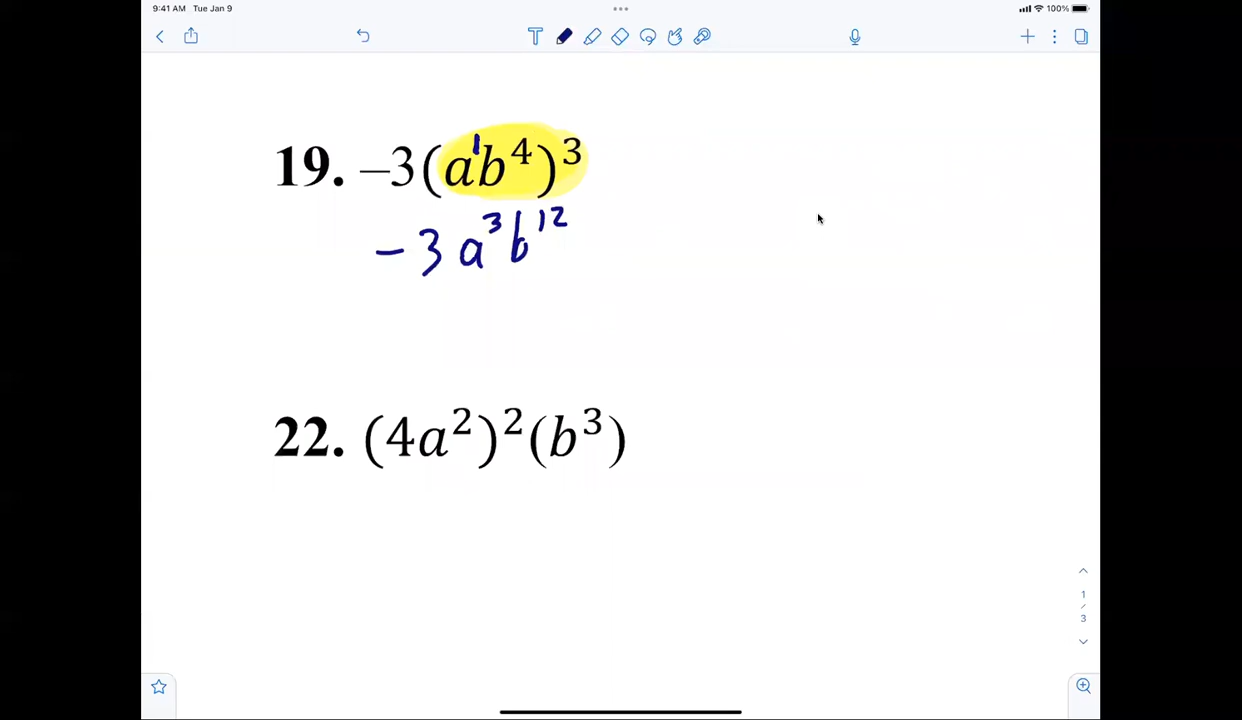 9:41 AM Tue Jan 9
100%
19. –3(a¹b⁴)³
-3a³b¹²
22. (4a²)²(b³)
1
/
3